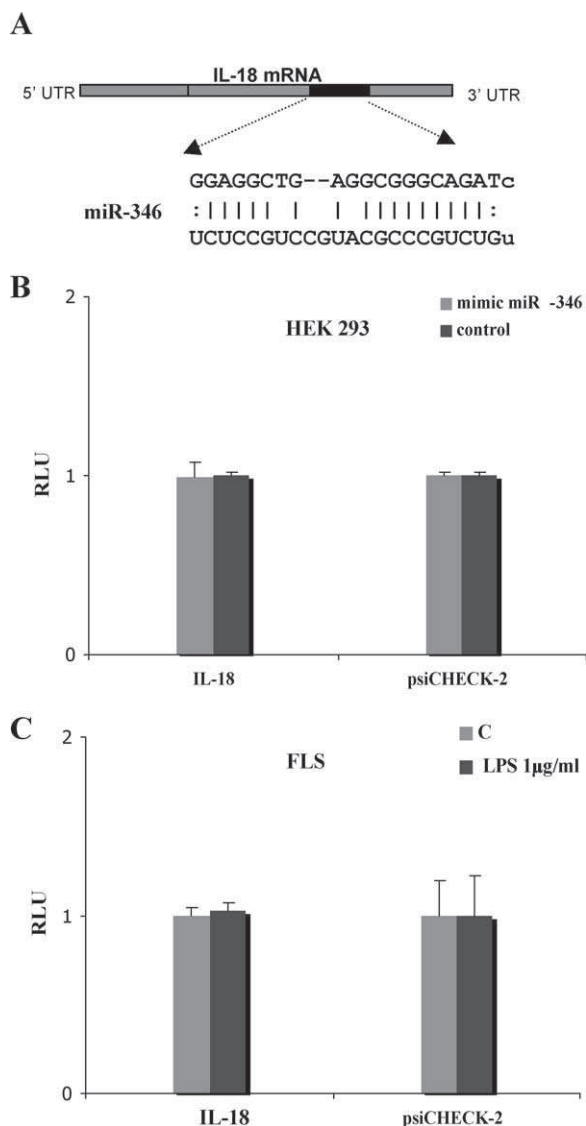 A
IL-18 mRNA
5' UTR 3' UTR
GGAGGCTG--AGGCGGGCAGATc
miR-346 :||||| | | ||||||||:
UCUCCGUCCGUACGCCCGUCUGu
B
2
mimic miR -346
HEK 293
control
RLU
1
0
IL-18 psiCHECK-2
C
2
C
FLS
LPS 1µg/ml
RLU
1
0
IL-18 psiCHECK-2